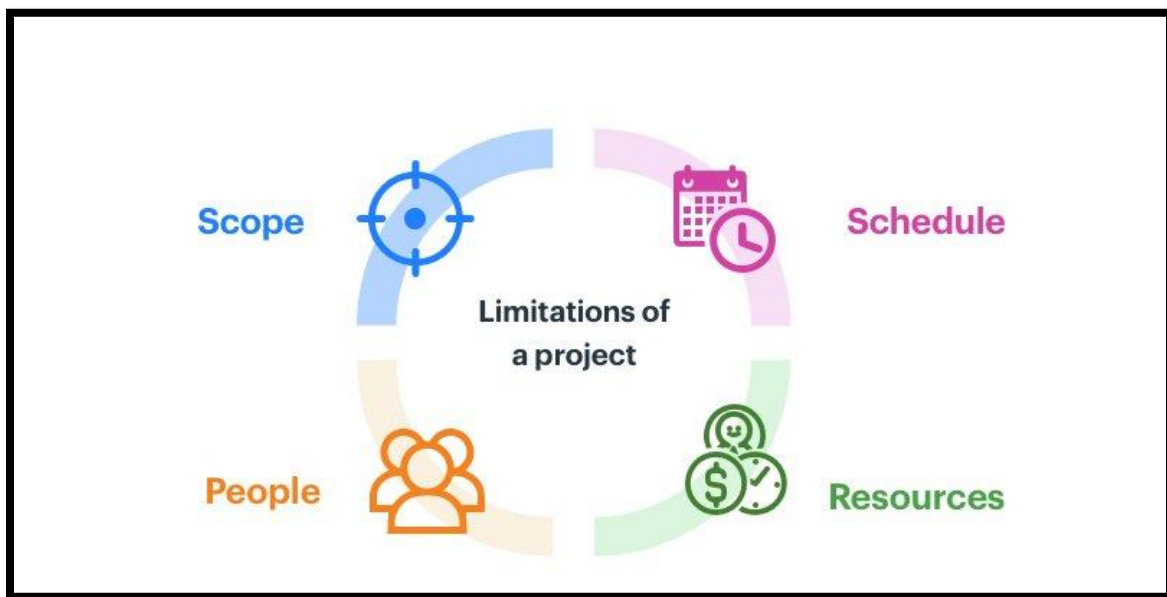 Scope
Schedule
Limitations of
a project
People
Resources